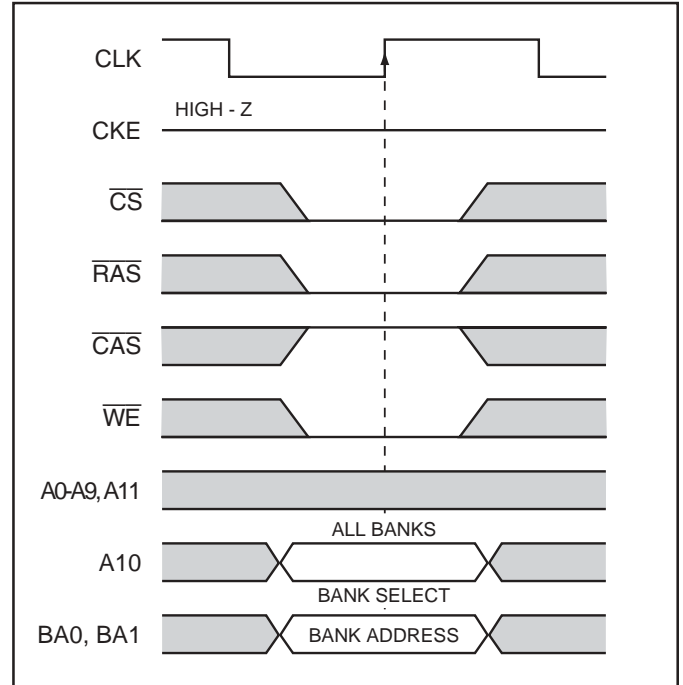 CLK
HIGH - Z
CKE
CS
RAS
CAS
WE
A0-A9, A11
ALL BANKS
A10
BANK SELECT
BA0, BA1 BANK ADDRESS